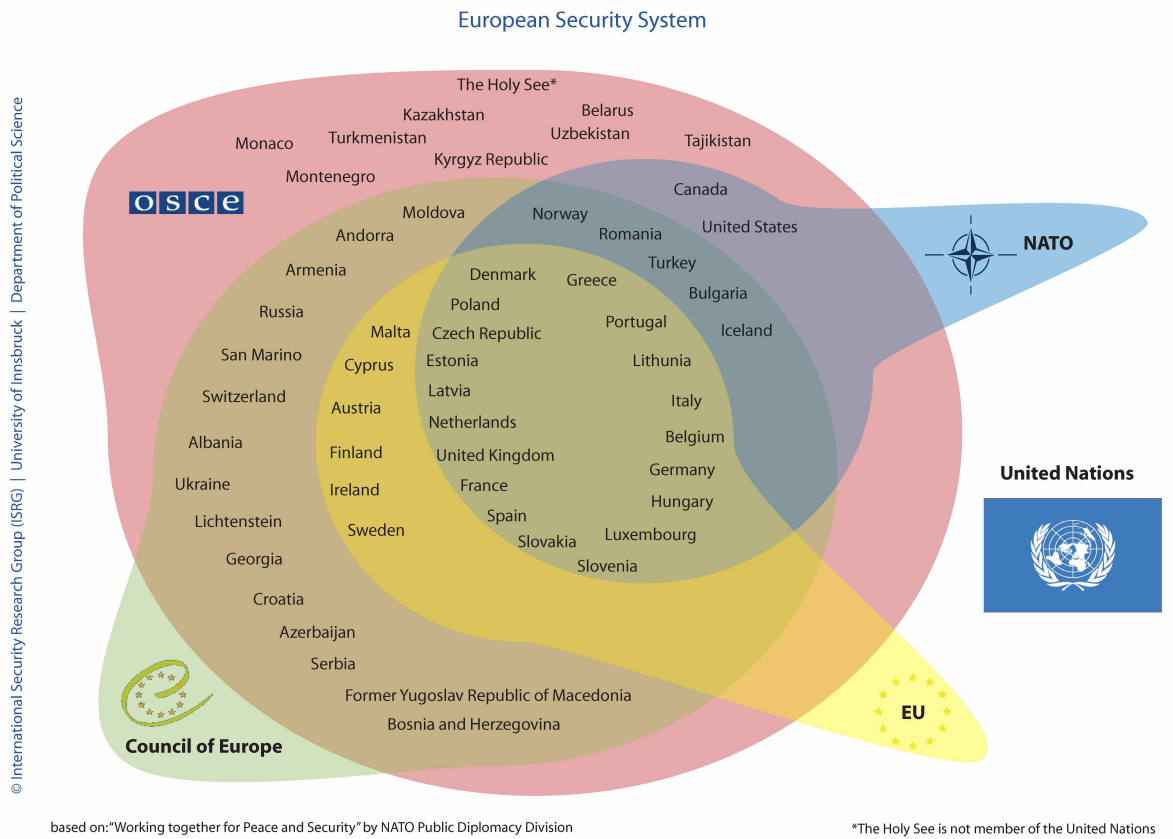 European Security System
© International Security Research Group (ISRG) | University of Innsbruck | Department of Political Science
The Holy See*
Kazakhstan
Belarus
Monaco
Turkmenistan
Uzbekistan
Tajikistan
Kyrgyz Republic
Montenegro
osce
Canada
Moldova
Norway
United States
Andorra
Romania
NATO
Armenia
Denmark
Greece
Turkey
Bulgaria
Russia
Poland
Malta
Czech Republic
Portugal
Iceland
San Marino
Cyprus
Estonia
Lithunia
Switzerland
Austria
Latvia
Italy
Albania
Netherlands
Belgium
Finland
United Kingdom
Germany
United Nations
Ukraine
Ireland
France
Hungary
Lichtenstein
Sweden
Spain
Slovakia
Luxembourg
Georgia
Slovenia
Croatia
Azerbaijan
Serbia
Former Yugoslav Republic of Macedonia
Bosnia and Herzegovina
EU
Council of Europe
based on:“Working together for Peace and Security” by NATO Public Diplomacy Division
*The Holy See is not member of the United Nations